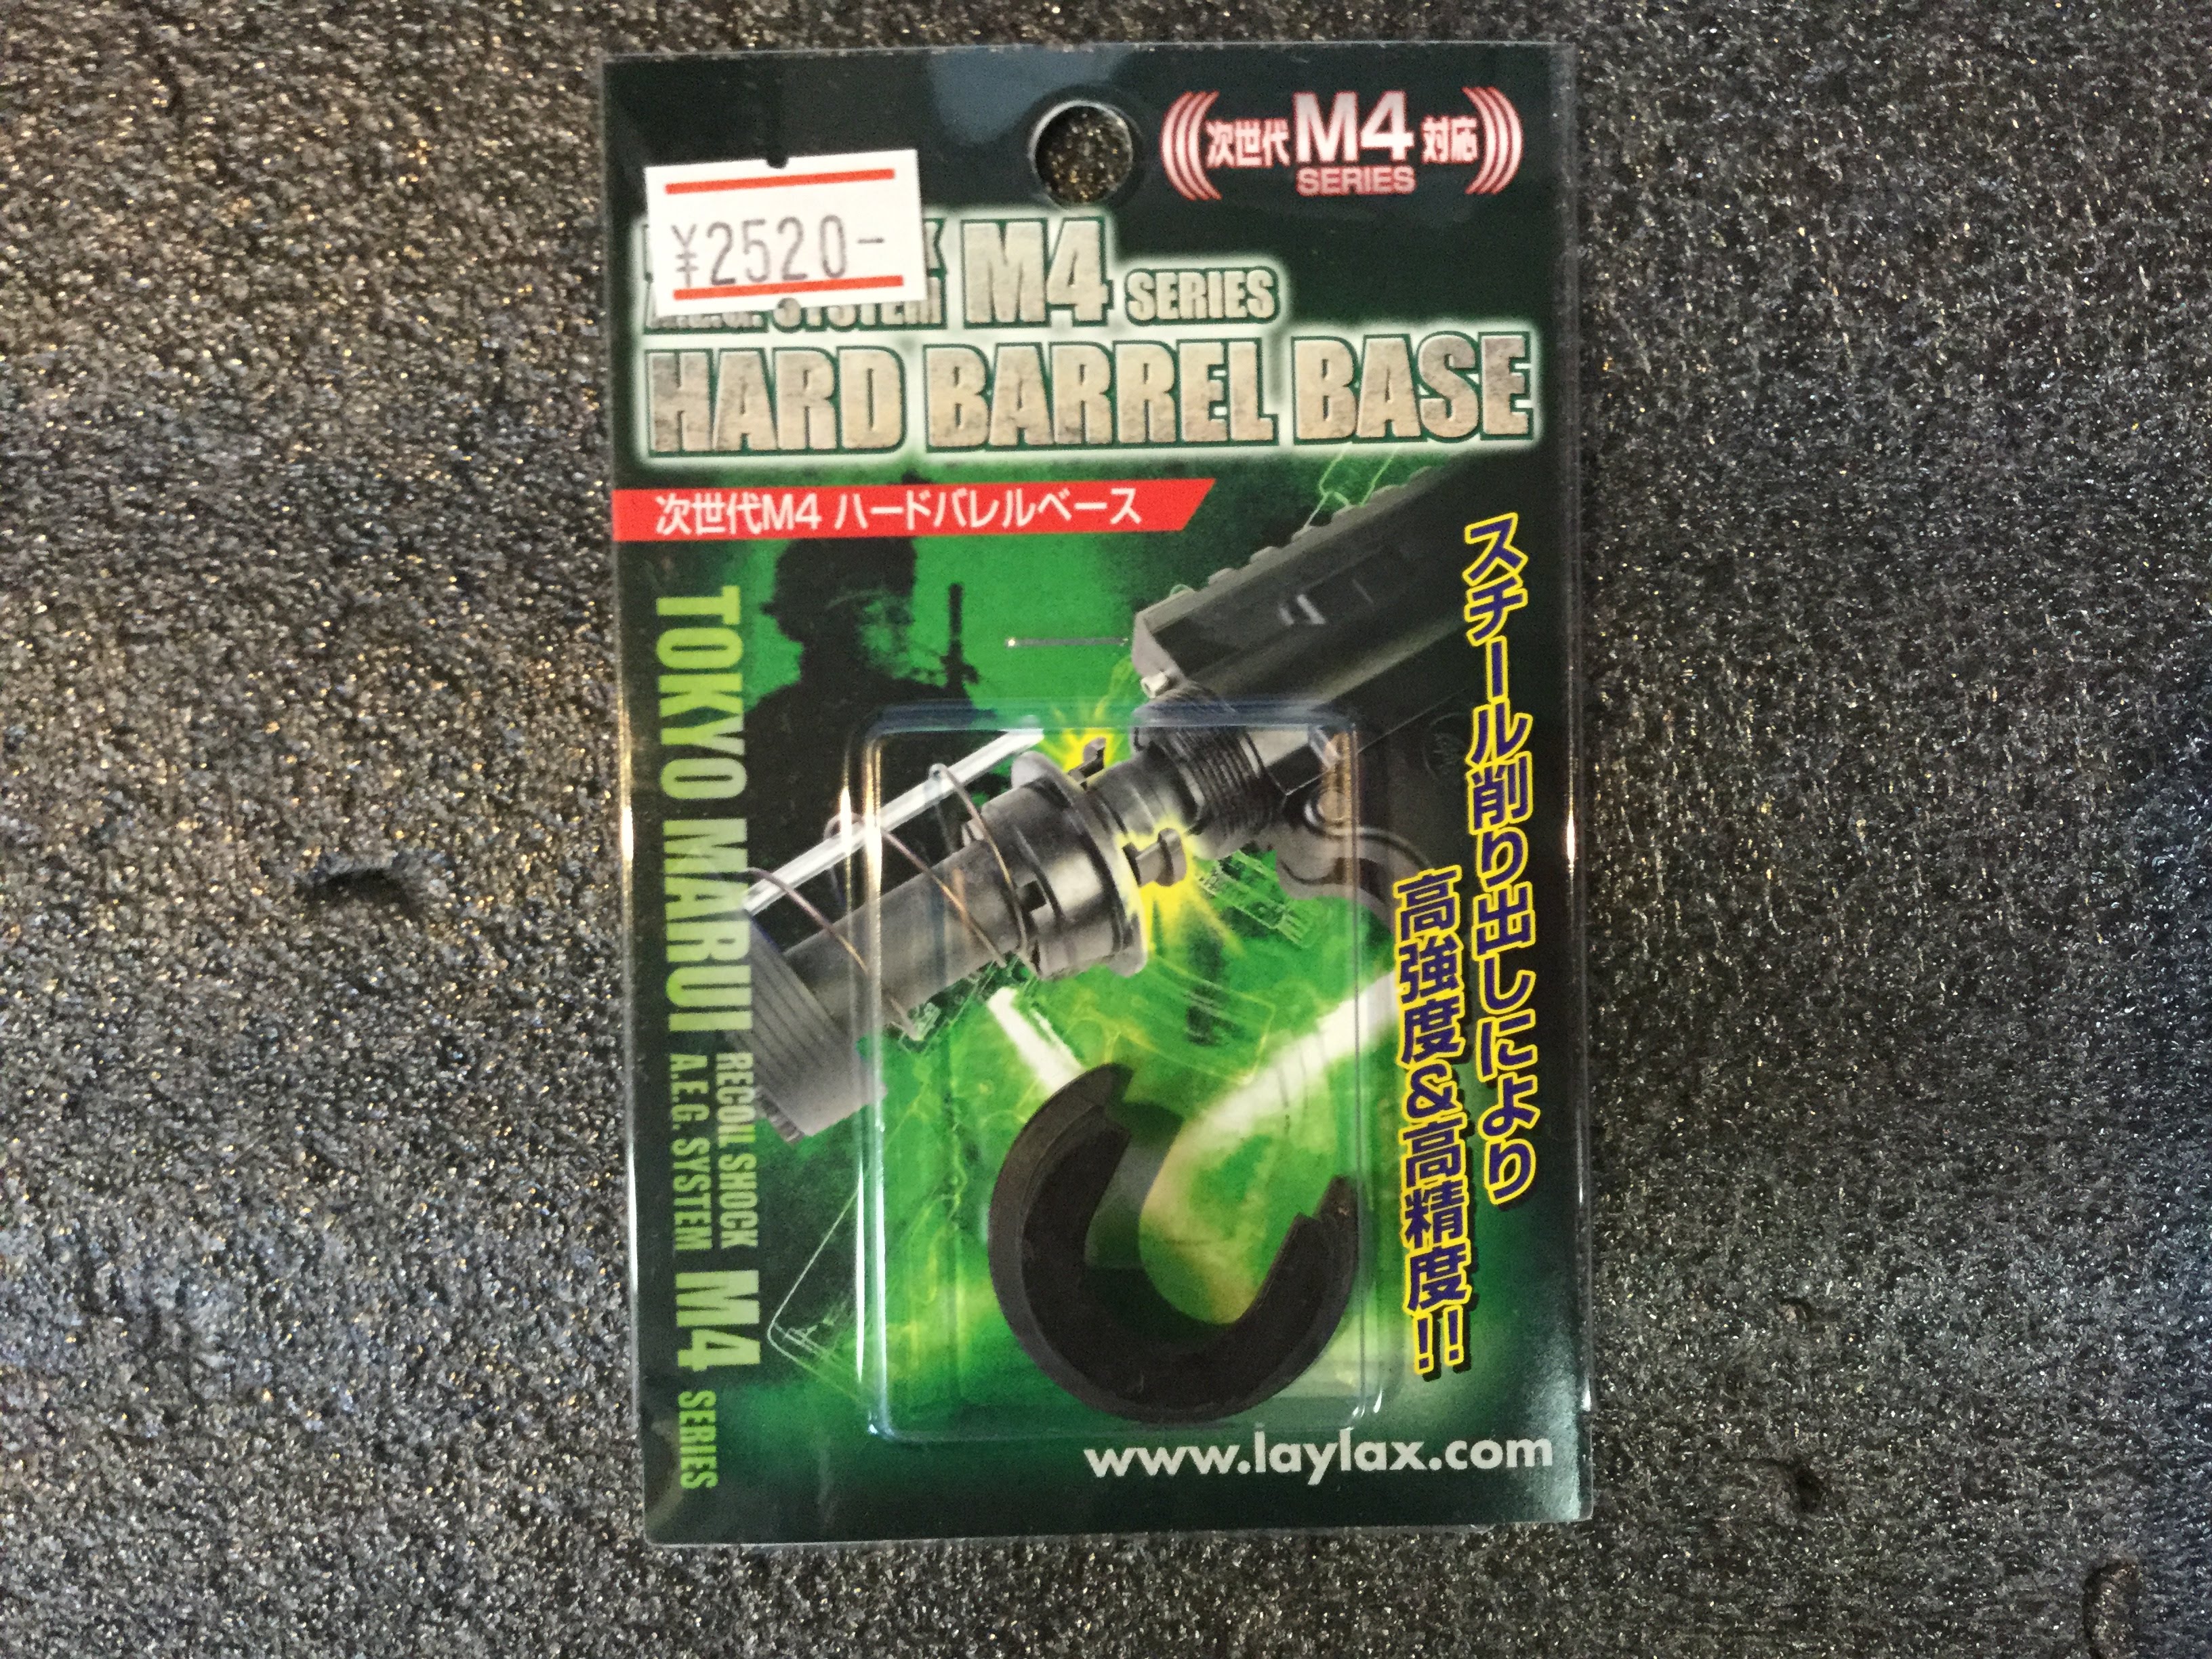 次世代M4対応
SERIES
¥2520-
SYSTEM M4 SERIES
HARD BARREL BASE
次世代M4 ハードバレルベース
スチール削り出しにより
高強度&高精度!!
TOKYO MARUI RECOIL SHOCK
A.E.G. SYSTEM M4 SERIES
www.laylax.com